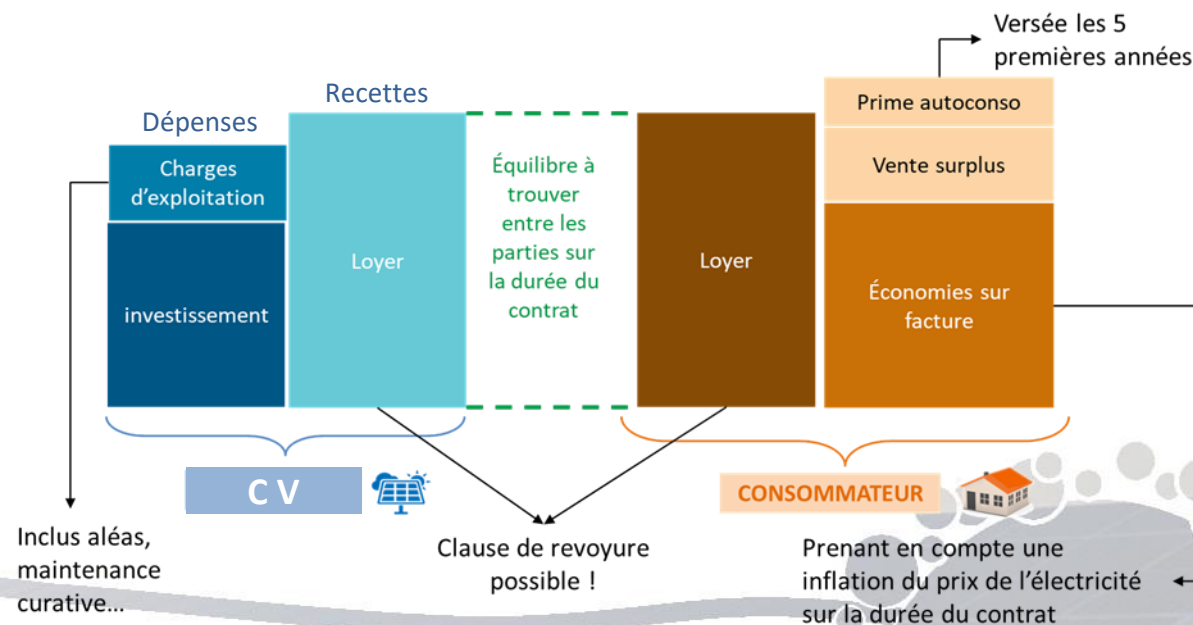 Versée les 5
premières années
Recettes
Dépenses
Prime autoconso
Charges
d'exploitation
Vente surplus
Équilibre à
trouver
entre les
parties sur
la durée du
contrat
Loyer
Loyer
investissement
Économies sur
facture
C V
CONSOMMATEUR
Inclus aléas,
maintenance
curative...
Clause de revoyure
possible !
Prenant en compte une
inflation du prix de l'électricité
sur la durée du contrat